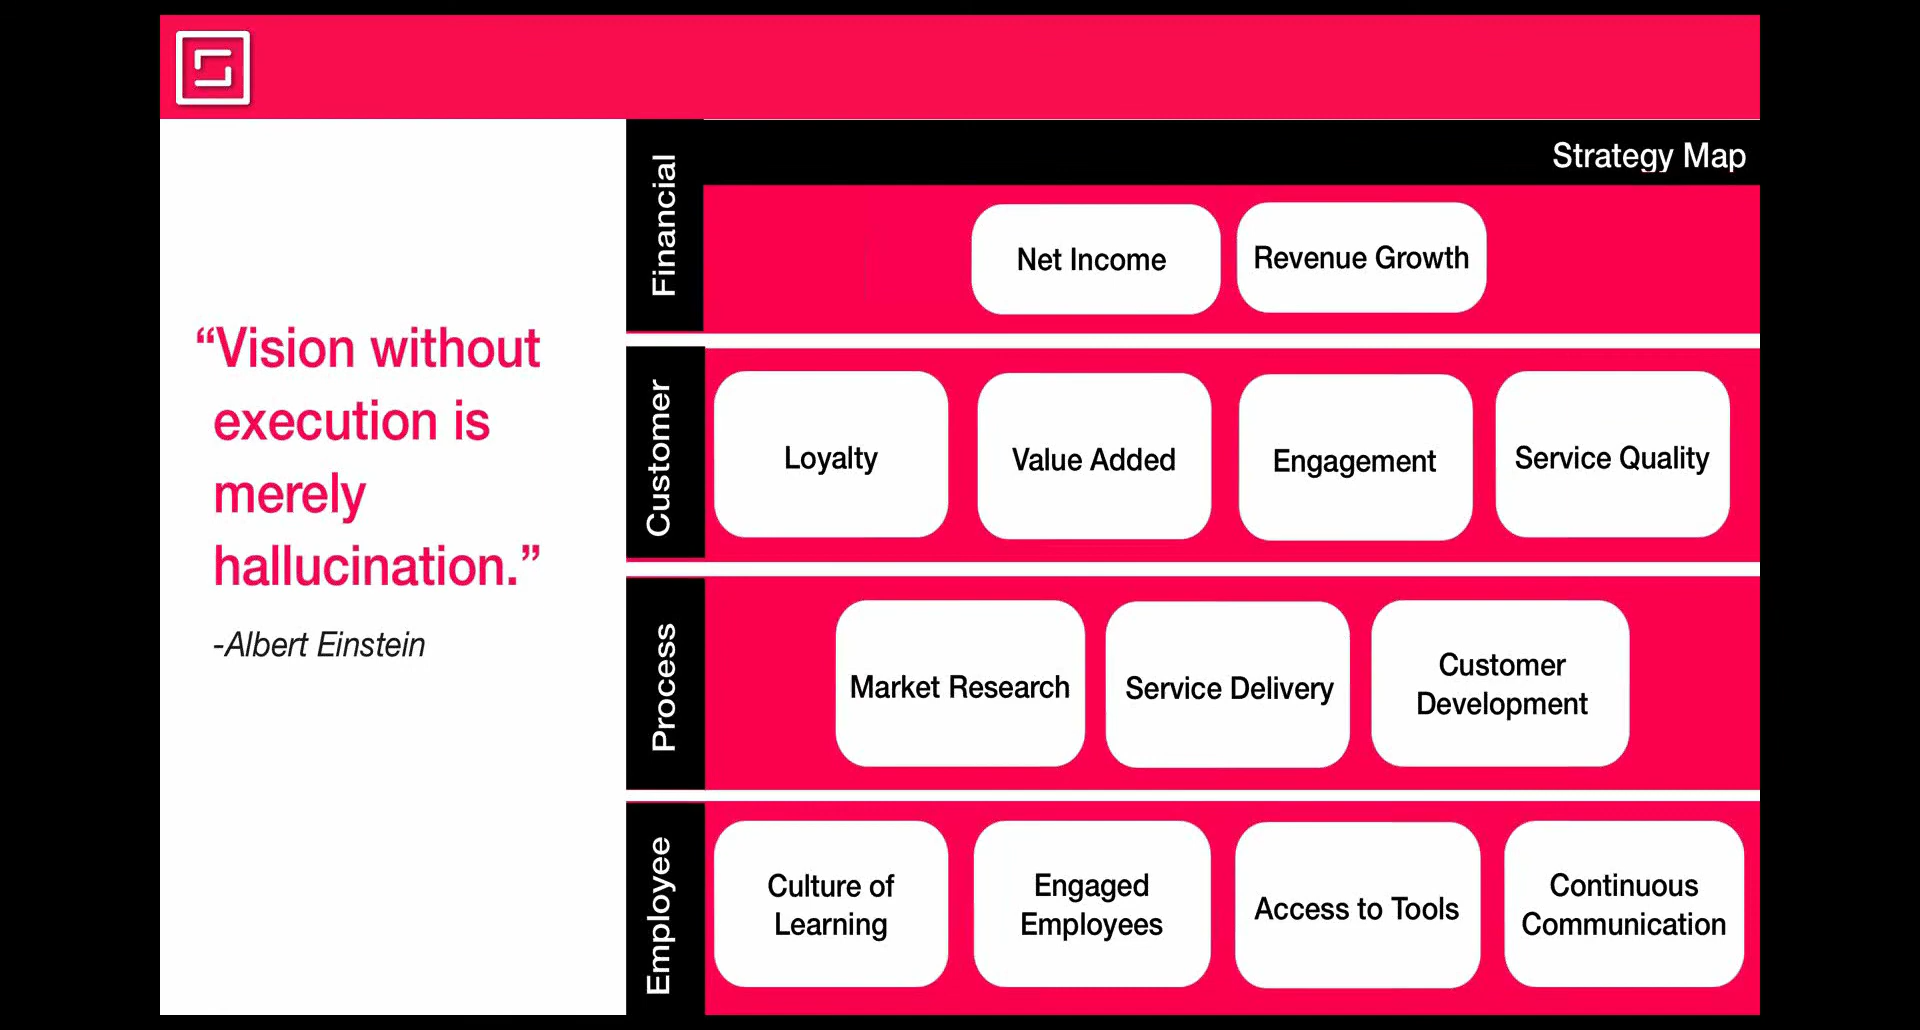 “Vision without
execution is
merely
hallucination.”
-Albert Einstein
Strategy Map
Financial
Net Income
Revenue Growth
Customer
Loyalty
Value Added
Engagement
Service Quality
Process
Market Research
Service Delivery
Customer
Development
Employee
Culture of
Learning
Engaged
Employees
Access to Tools
Continuous
Communication